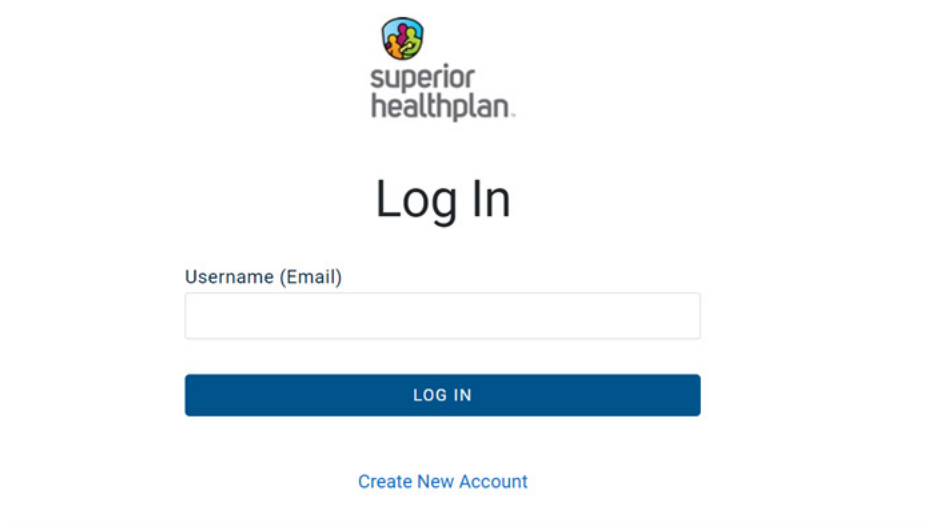 superior
healthplan.
Log In
Username (Email)
LOG IN
Create New Account